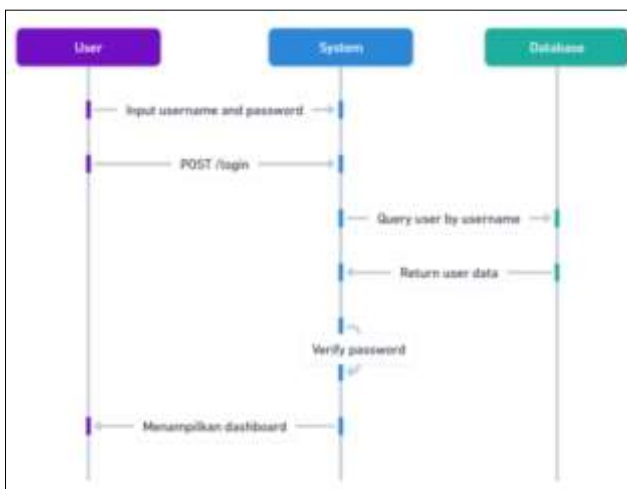 User
System
Database
Input username and password
POST /login
Query user by username
Return user data
Verify password
Menampilkan dashboard